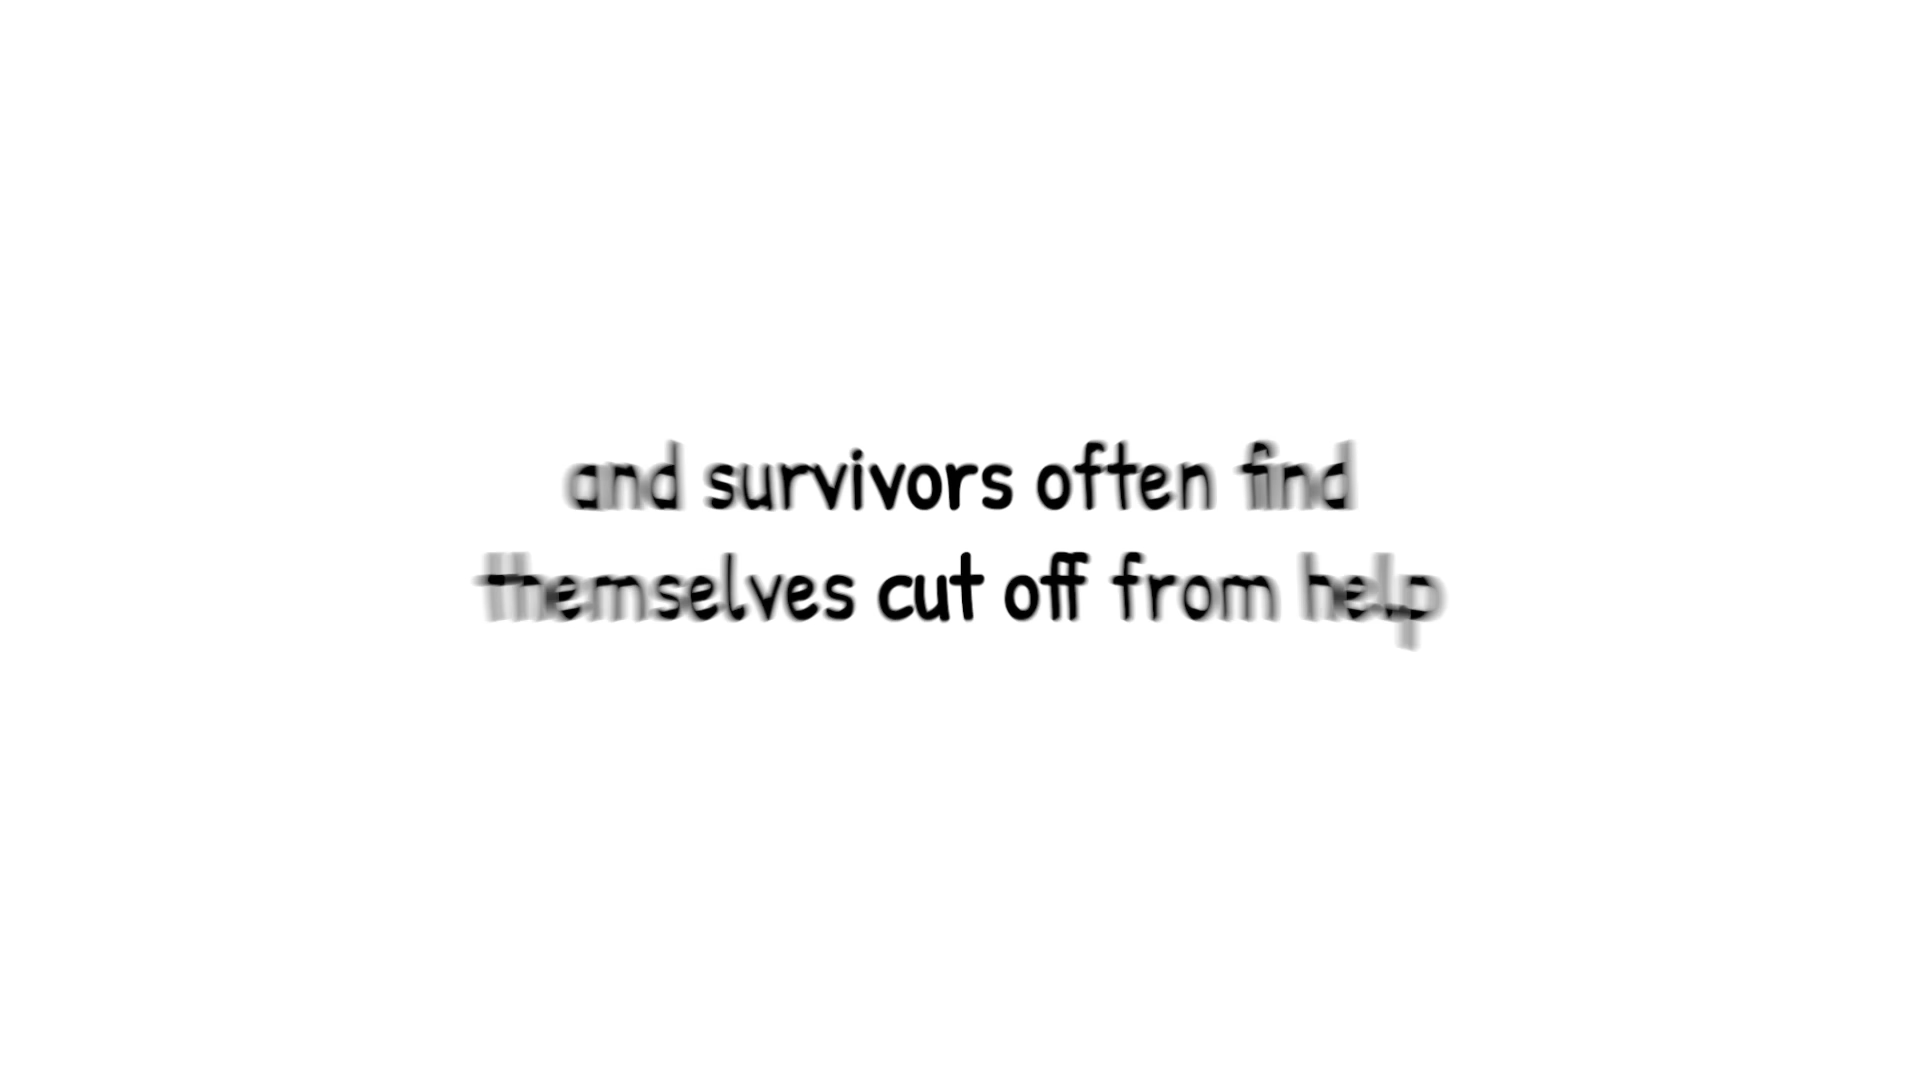 and survivors often find
themselves cut off from help